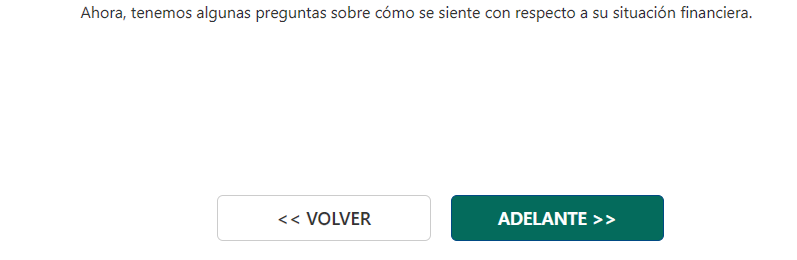 Ahora, tenemos algunas preguntas sobre cómo se siente con respecto a su situación financiera.
<< VOLVER
ADELANTE >>